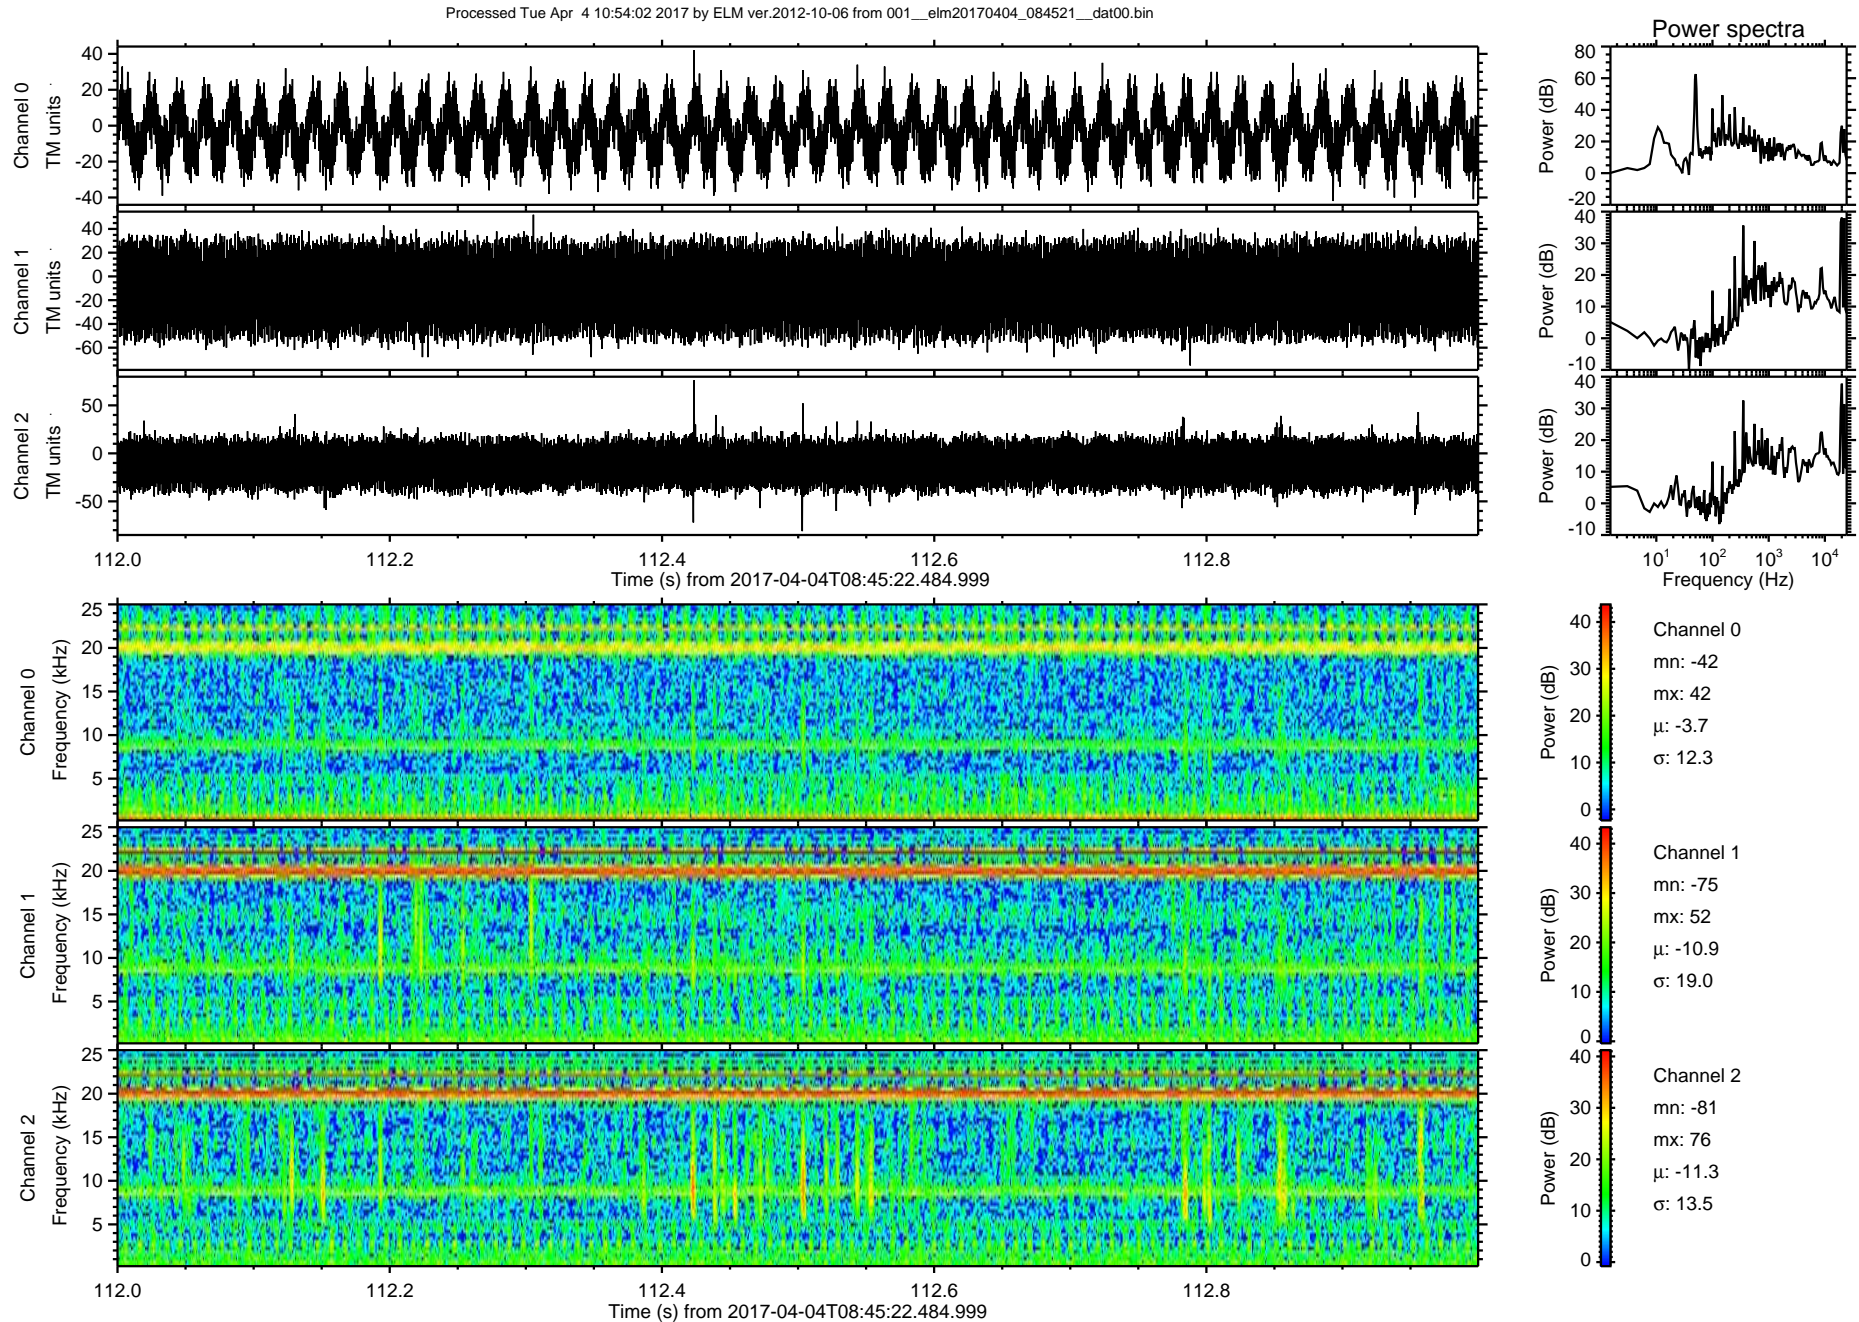 Processed Tue Apr 4 10:54:02 2017 by ELM ver.2012-10-06 from 001__elm20170404_084521__dat00.bin
Power spectra
Channel 0
TM units
40
20
0
-20
-40
Power (dB)
80
60
40
20
0
-20
Channel 1
TM units
40
20
0
-20
-40
-60
Power (dB)
40
30
20
10
0
-10
Channel 2
TM units
50
0
-50
Power (dB)
40
30
20
10
0
-10
112.0 112.2 112.4 112.6 112.8
Time (s) from 2017-04-04T08:45:22.484.999
10¹ 10² 10³ 10⁴
Frequency (Hz)
Channel 0
Frequency (kHz)
25
20
15
10
5
Power (dB)
40
30
20
10
0
Channel 0
mn: -42
mx: 42
μ: -3.7
σ: 12.3
Channel 1
Frequency (kHz)
25
20
15
10
5
Power (dB)
40
30
20
10
0
Channel 1
mn: -75
mx: 52
μ: -10.9
σ: 19.0
Channel 2
Frequency (kHz)
25
20
15
10
5
Power (dB)
40
30
20
10
0
Channel 2
mn: -81
mx: 76
μ: -11.3
σ: 13.5
112.0 112.2 112.4 112.6 112.8
Time (s) from 2017-04-04T08:45:22.484.999